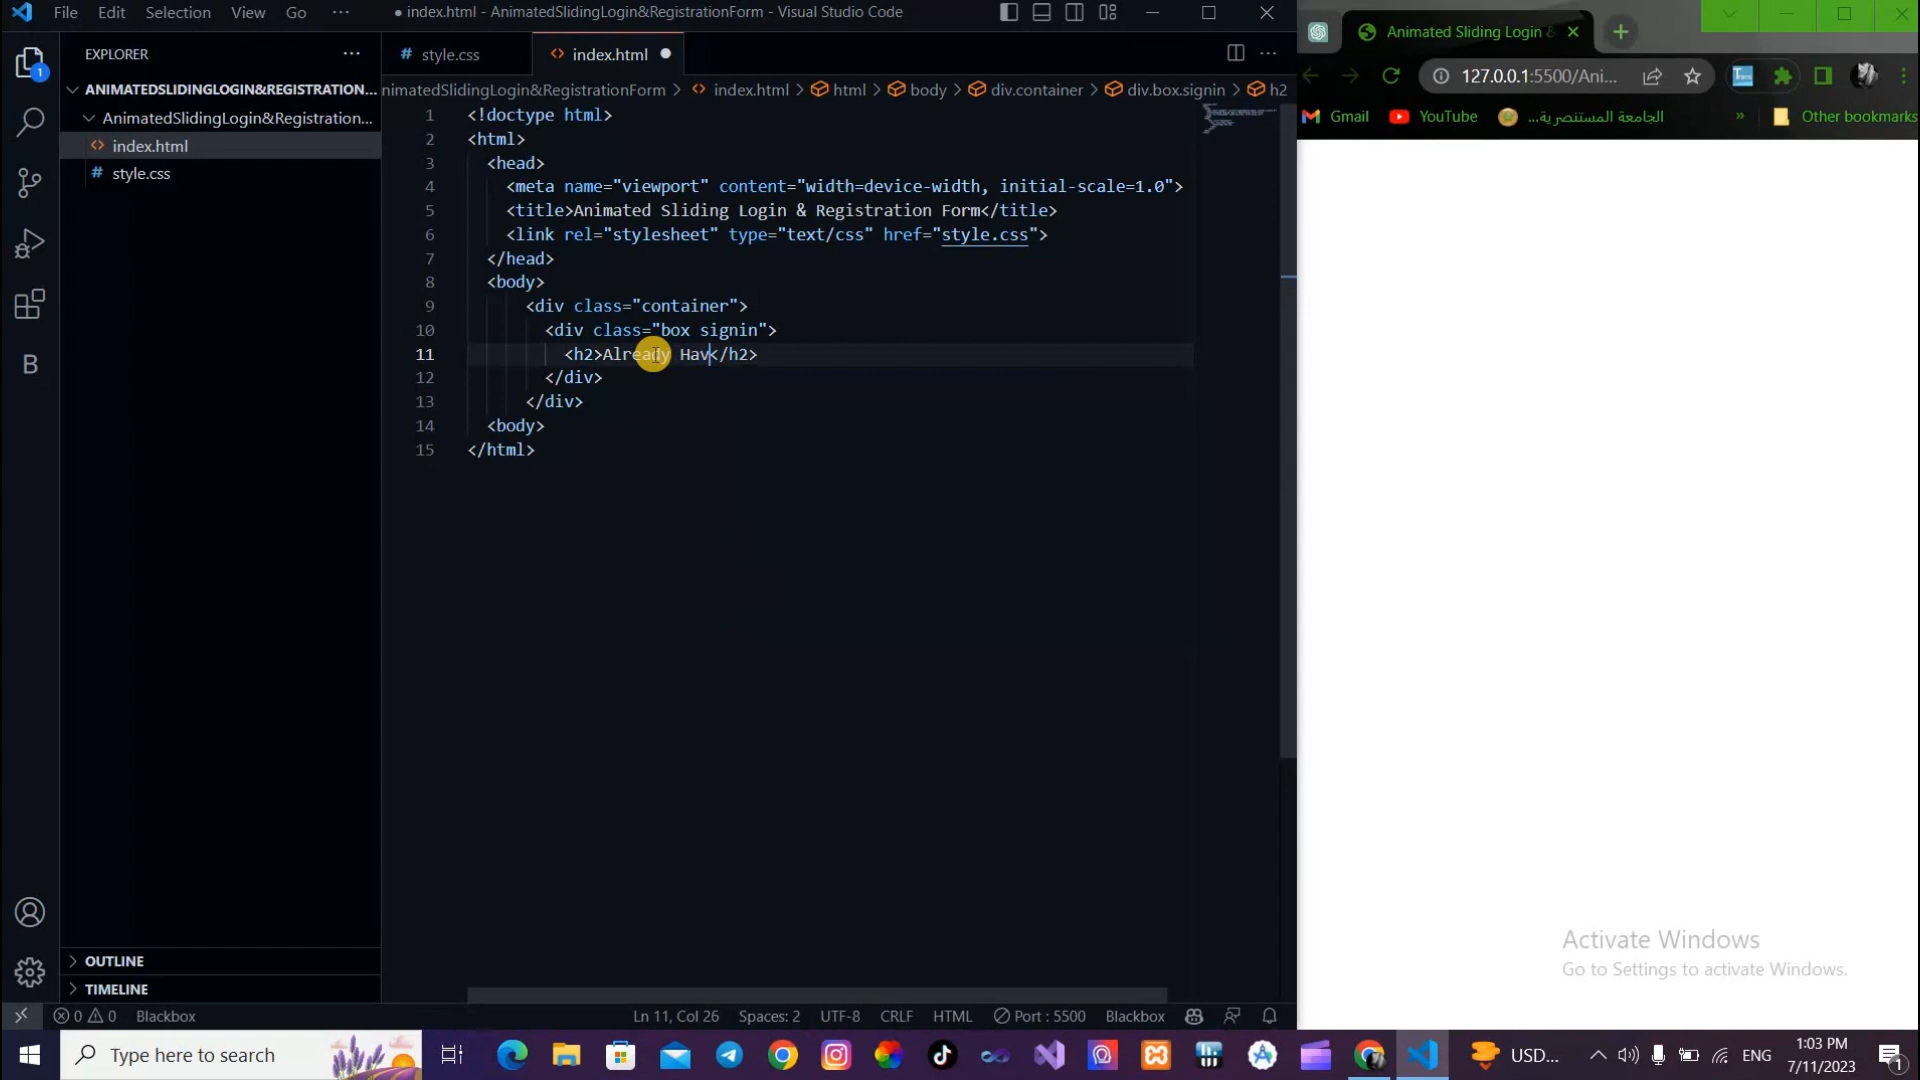 File Edit Selection View Go ··· ● index.html - AnimatedSlidingLogin&RegistrationForm - Visual Studio Code
EXPLORER ···
ANIMATEDSLIDINGLOGIN&REGISTRATION...
AnimatedSlidingLogin&Registration...
<> index.html
# style.css
1
B
OUTLINE
TIMELINE
# style.css <> index.html ●
nimatedSlidingLogin&RegistrationForm > <> index.html > html > body > div.container > div.box.signin > h2
1 <!doctype html>
2 <html>
3 <head>
4 <meta name="viewport" content="width=device-width, initial-scale=1.0">
5 <title>Animated Sliding Login & Registration Form</title>
6 <link rel="stylesheet" type="text/css" href="style.css">
7 </head>
8 <body>
9 <div class="container">
10 <div class="box signin">
11 <h2>Already Hav</h2>
12 </div>
13 </div>
14 <body>
15 </html>
0 0 Blackbox Ln 11, Col 26 Spaces: 2 UTF-8 CRLF HTML Port : 5500 Blackbox
Animated Sliding Login &
127.0.0.1:5500/Ani...
Gmail YouTube الجامعة المستنصرية... » Other bookmarks
Activate Windows
Go to Settings to activate Windows.
Type here to search
USD... ENG 1:03 PM
7/11/2023
1